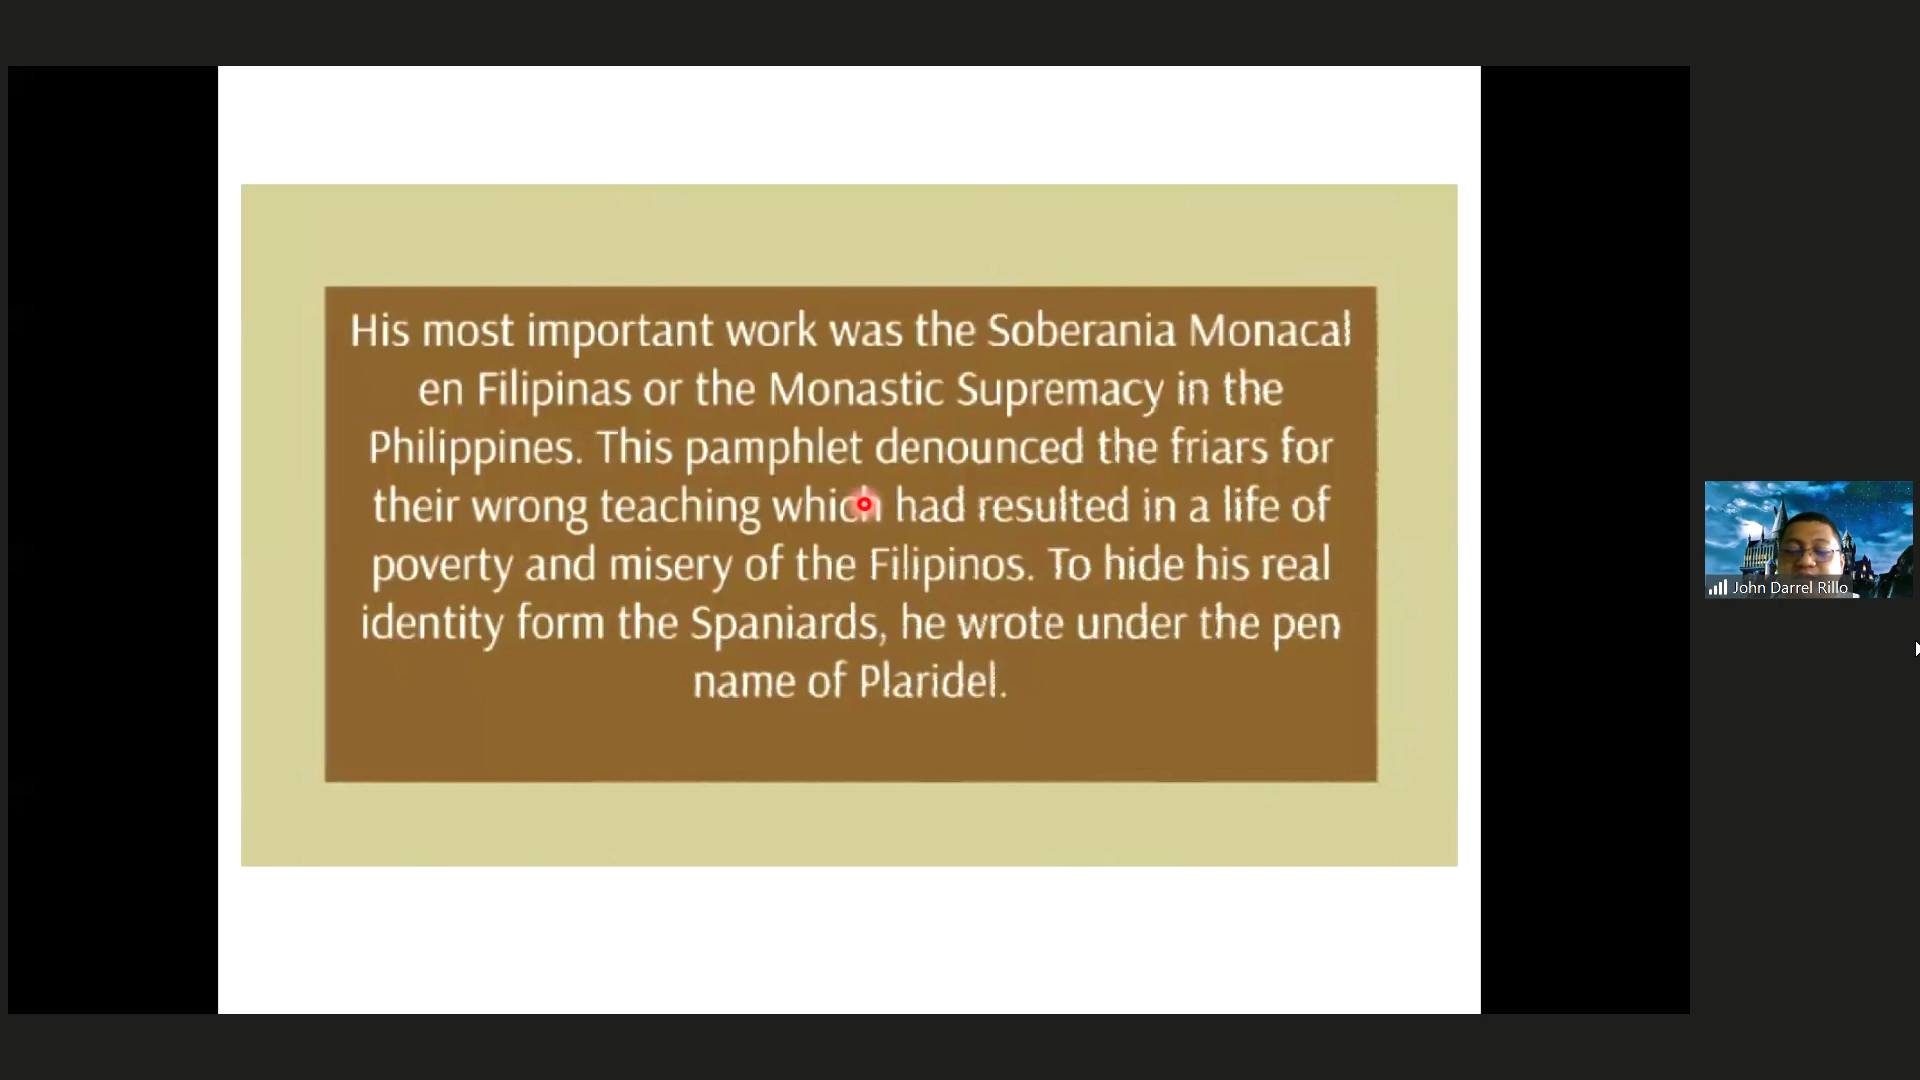 His most important work was the Soberania Monacal
en Filipinas or the Monastic Supremacy in the
Philippines. This pamphlet denounced the friars for
their wrong teaching which had resulted in a life of
poverty and misery of the Filipinos. To hide his real
identity form the Spaniards, he wrote under the pen
name of Plaridel.
John Darrel Rillo